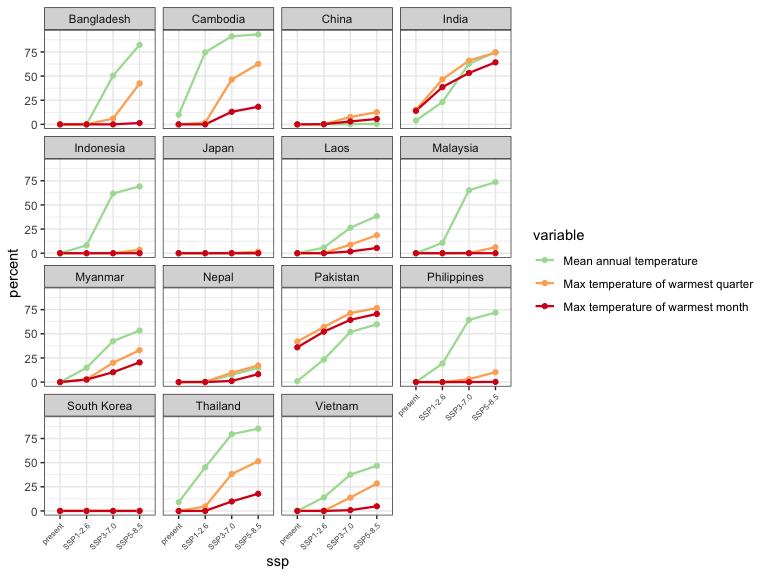 Bangladesh Cambodia China India
75
50
25
0
Indonesia Japan Laos Malaysia
75
50
25
0
Myanmar Nepal Pakistan Philippines
75
50
25
0
present SSP1-2.6 SSP3-7.0 SSP5-8.5
South Korea Thailand Vietnam
75
50
25
0
present SSP1-2.6 SSP3-7.0 SSP5-8.5 present SSP1-2.6 SSP3-7.0 SSP5-8.5 present SSP1-2.6 SSP3-7.0 SSP5-8.5
percent
ssp
variable
Mean annual temperature
Max temperature of warmest quarter
Max temperature of warmest month